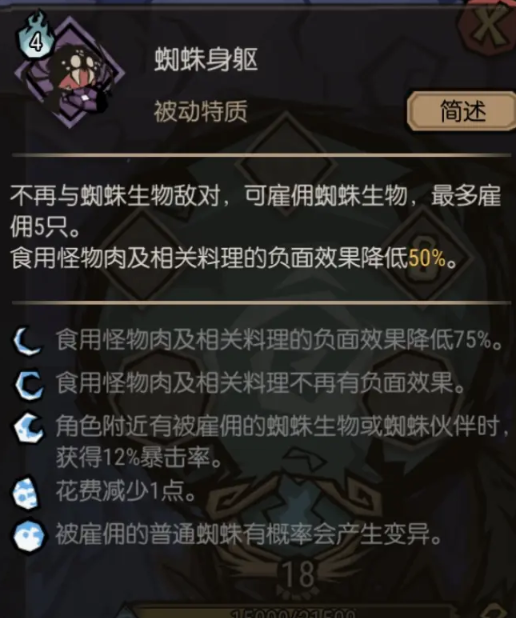 4
蜘蛛身躯
被动特质
简述
不再与蜘蛛生物敌对，可雇佣蜘蛛生物，最多雇
佣5只。
食用怪物肉及相关料理的负面效果降低50%。
食用怪物肉及相关料理的负面效果降低75%。
食用怪物肉及相关料理不再有负面效果。
角色附近有被雇佣的蜘蛛生物或蜘蛛伙伴时，
获得12%暴击率。
花费减少1点。
被雇佣的普通蜘蛛有概率会产生变异。
18